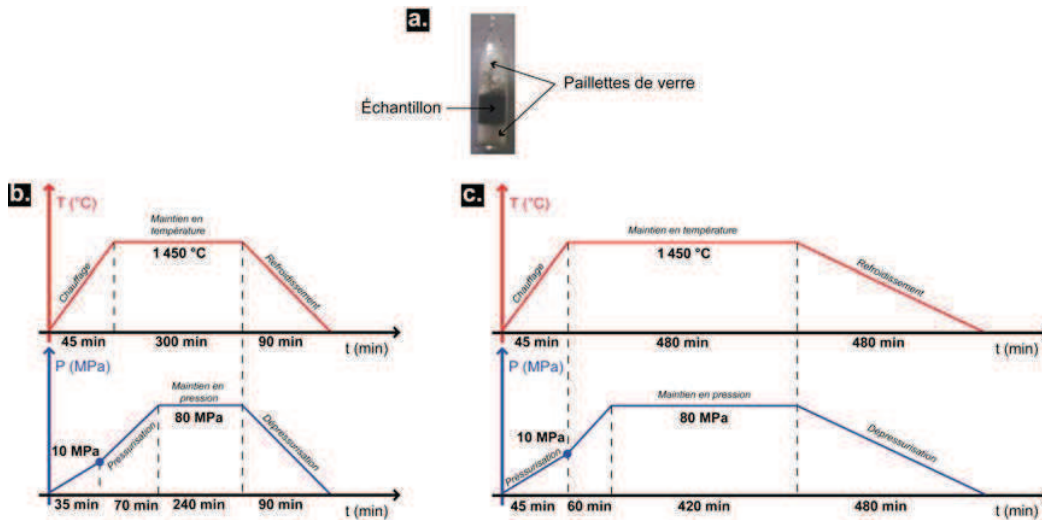 a.
Échantillon
Paillettes de verre
b.
T (°C)
Chauffage
Maintien en
température
1 450 °C
Refroidissement
45 min
300 min
90 min
t (min)
P (MPa)
10 MPa
Pressurisation
Maintien en
pression
80 MPa
Dépressurisation
35 min
70 min
240 min
90 min
t (min)
c.
T (°C)
Chauffage
Maintien en température
1 450 °C
Refroidissement
45 min
480 min
480 min
t (min)
P (MPa)
10 MPa
Pressurisation
Maintien en pression
80 MPa
Dépressurisation
45 min
60 min
420 min
480 min
t (min)